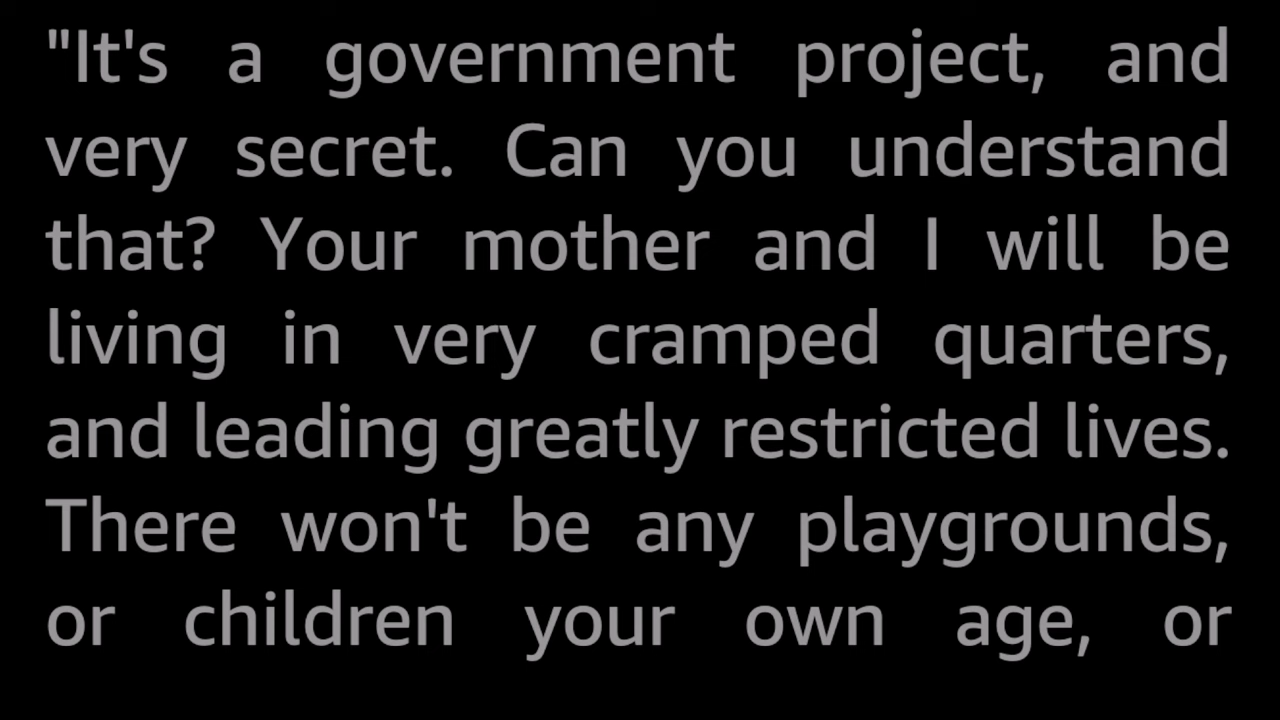 "It's a government project, and
very secret. Can you understand
that? Your mother and I will be
living in very cramped quarters,
and leading greatly restricted lives.
There won't be any playgrounds,
or children your own age, or